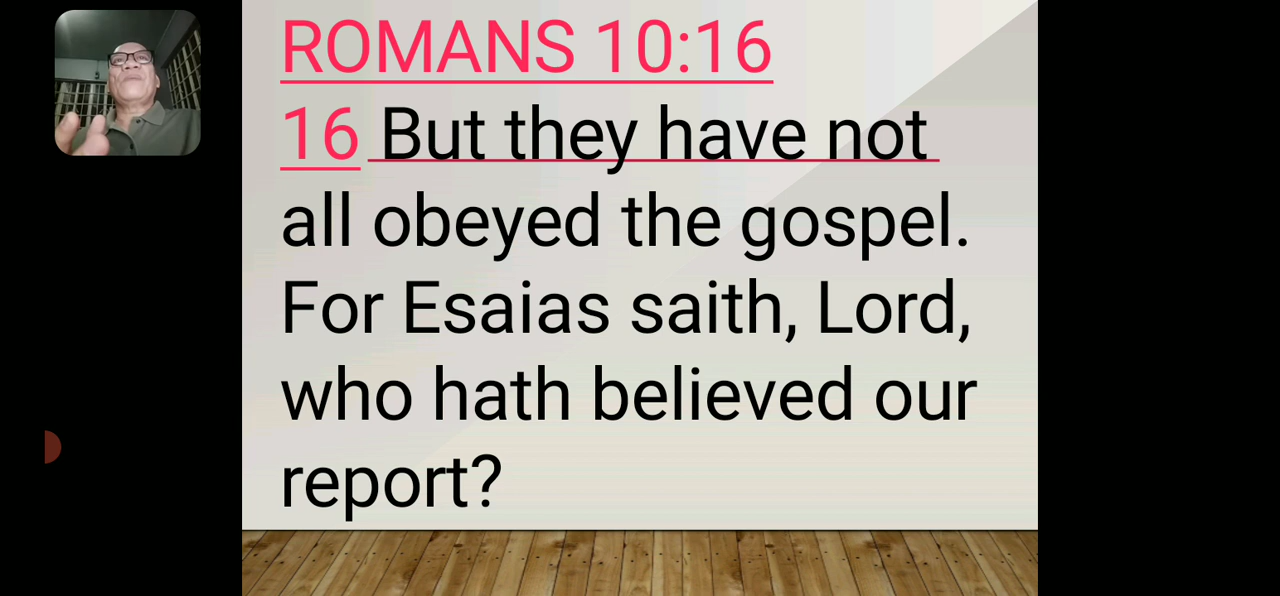 ROMANS 10:16
16 But they have not
all obeyed the gospel.
For Esaias saith, Lord,
who hath believed our
report?